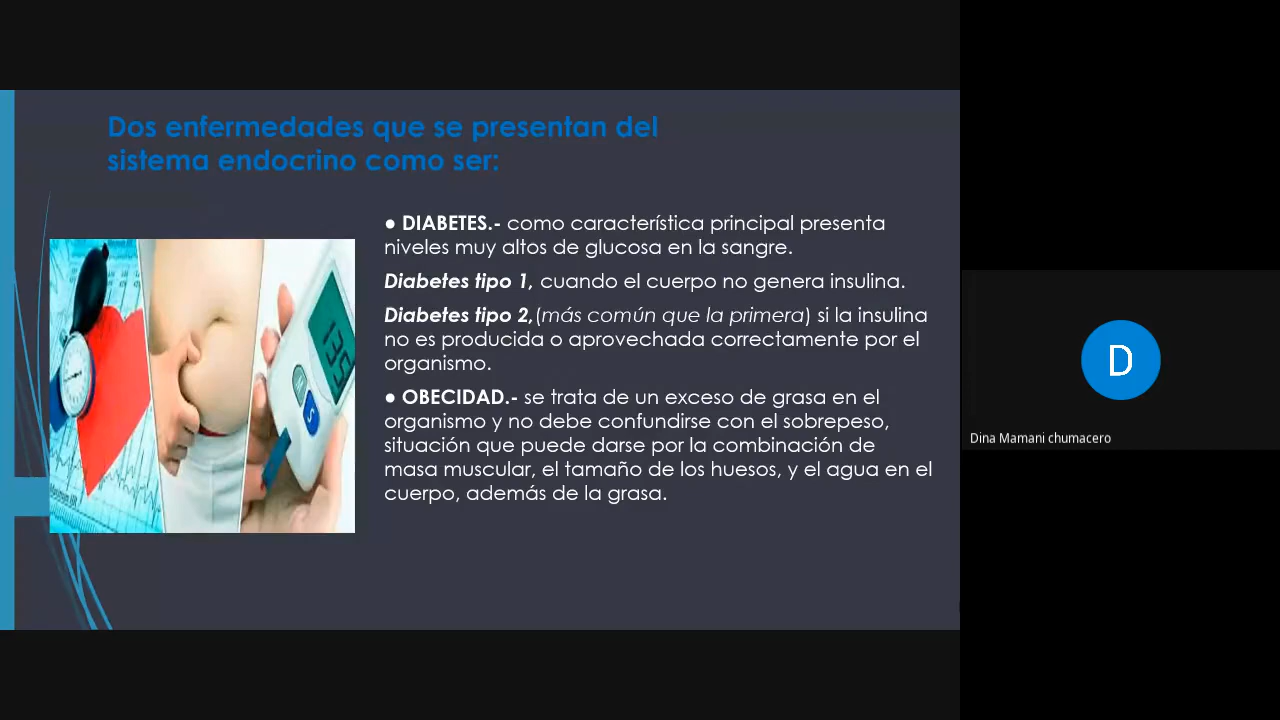 Dos enfermedades que se presentan del
sistema endocrino como ser:
● DIABETES.- como característica principal presenta
niveles muy altos de glucosa en la sangre.
Diabetes tipo 1, cuando el cuerpo no genera insulina.
Diabetes tipo 2,(más común que la primera) si la insulina
no es producida o aprovechada correctamente por el
organismo.
● OBECIDAD.- se trata de un exceso de grasa en el
organismo y no debe confundirse con el sobrepeso,
situación que puede darse por la combinación de
masa muscular, el tamaño de los huesos, y el agua en el
cuerpo, además de la grasa.
135
S
D
Dina Mamani chumacero